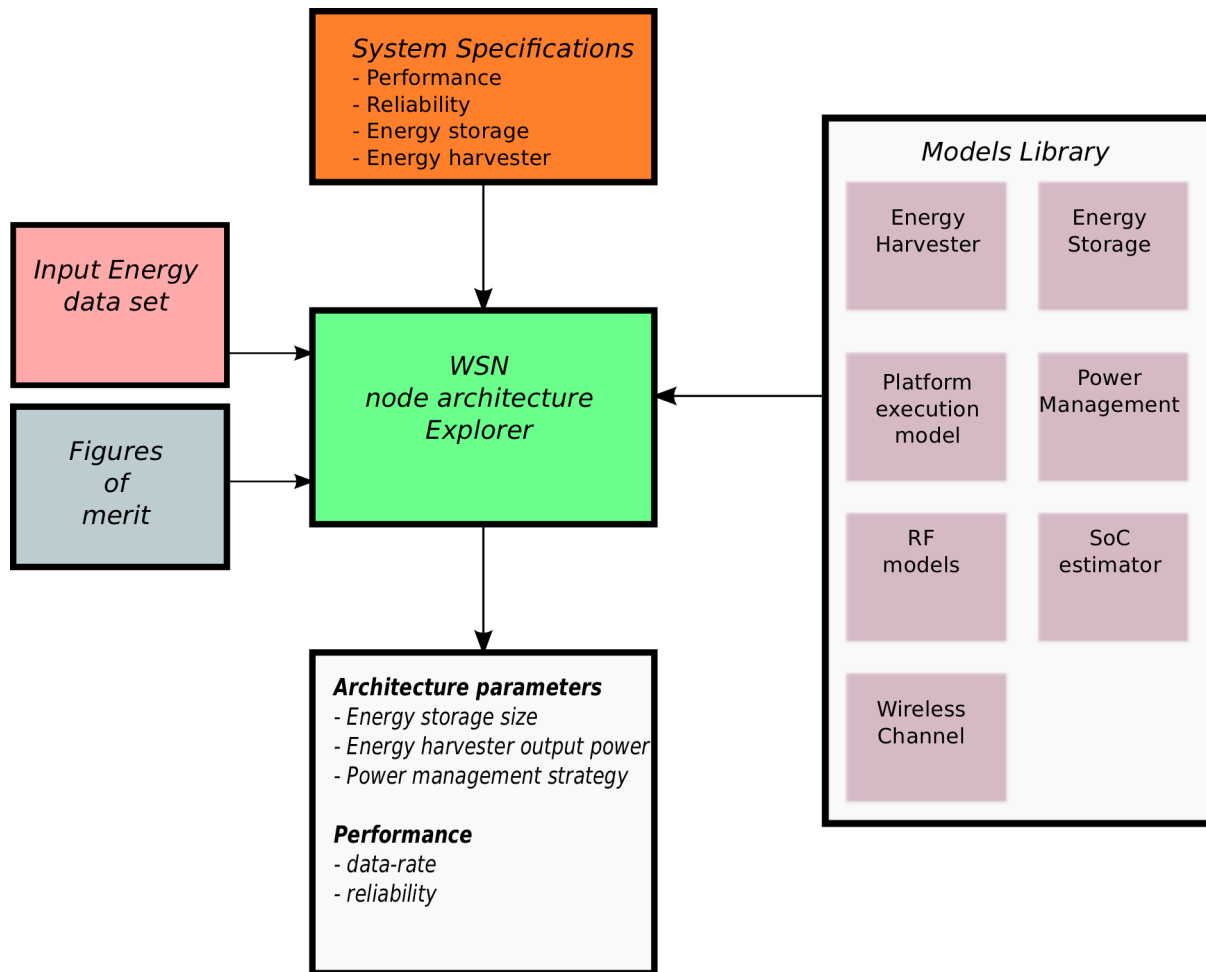 System Specifications
- Performance
- Reliability
- Energy storage
- Energy harvester
Models Library
Energy
Harvester
Energy
Storage
Platform
execution
model
Power
Management
RF
models
SoC
estimator
Wireless
Channel
Input Energy
data set
Figures
of
merit
WSN
node architecture
Explorer
Architecture parameters
- Energy storage size
- Energy harvester output power
- Power management strategy
Performance
- data-rate
- reliability